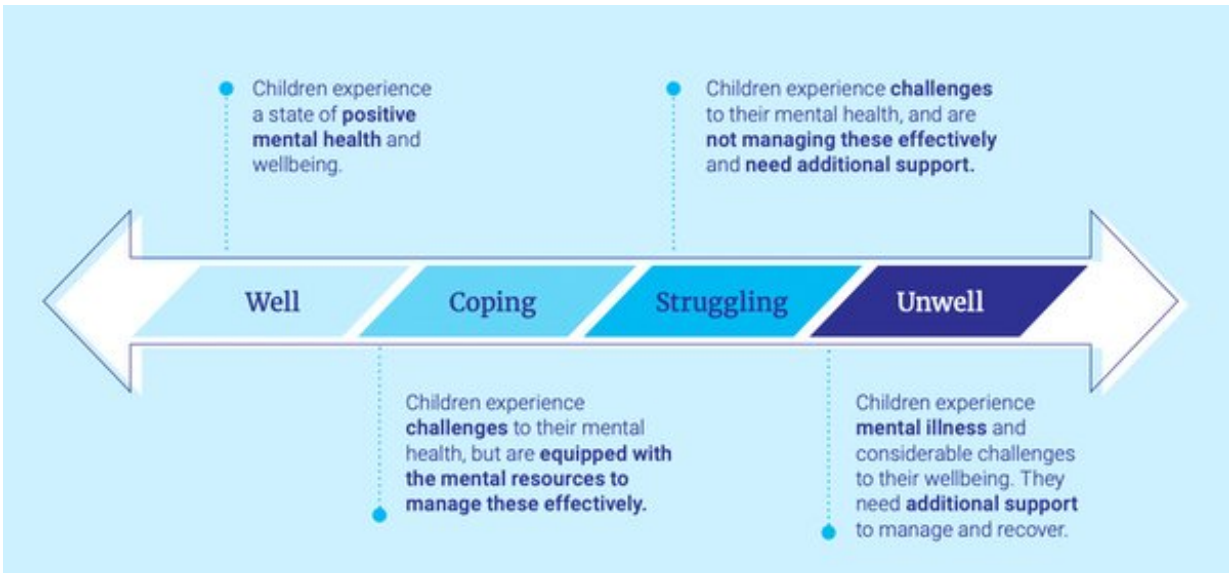 Children experience
a state of positive
mental health and
wellbeing.
Children experience challenges
to their mental health, and are
not managing these effectively
and need additional support.
Well
Coping
Struggling
Unwell
Children experience
challenges to their mental
health, but are equipped with
the mental resources to
manage these effectively.
Children experience
mental illness and
considerable challenges
to their wellbeing. They
need additional support
to manage and recover.